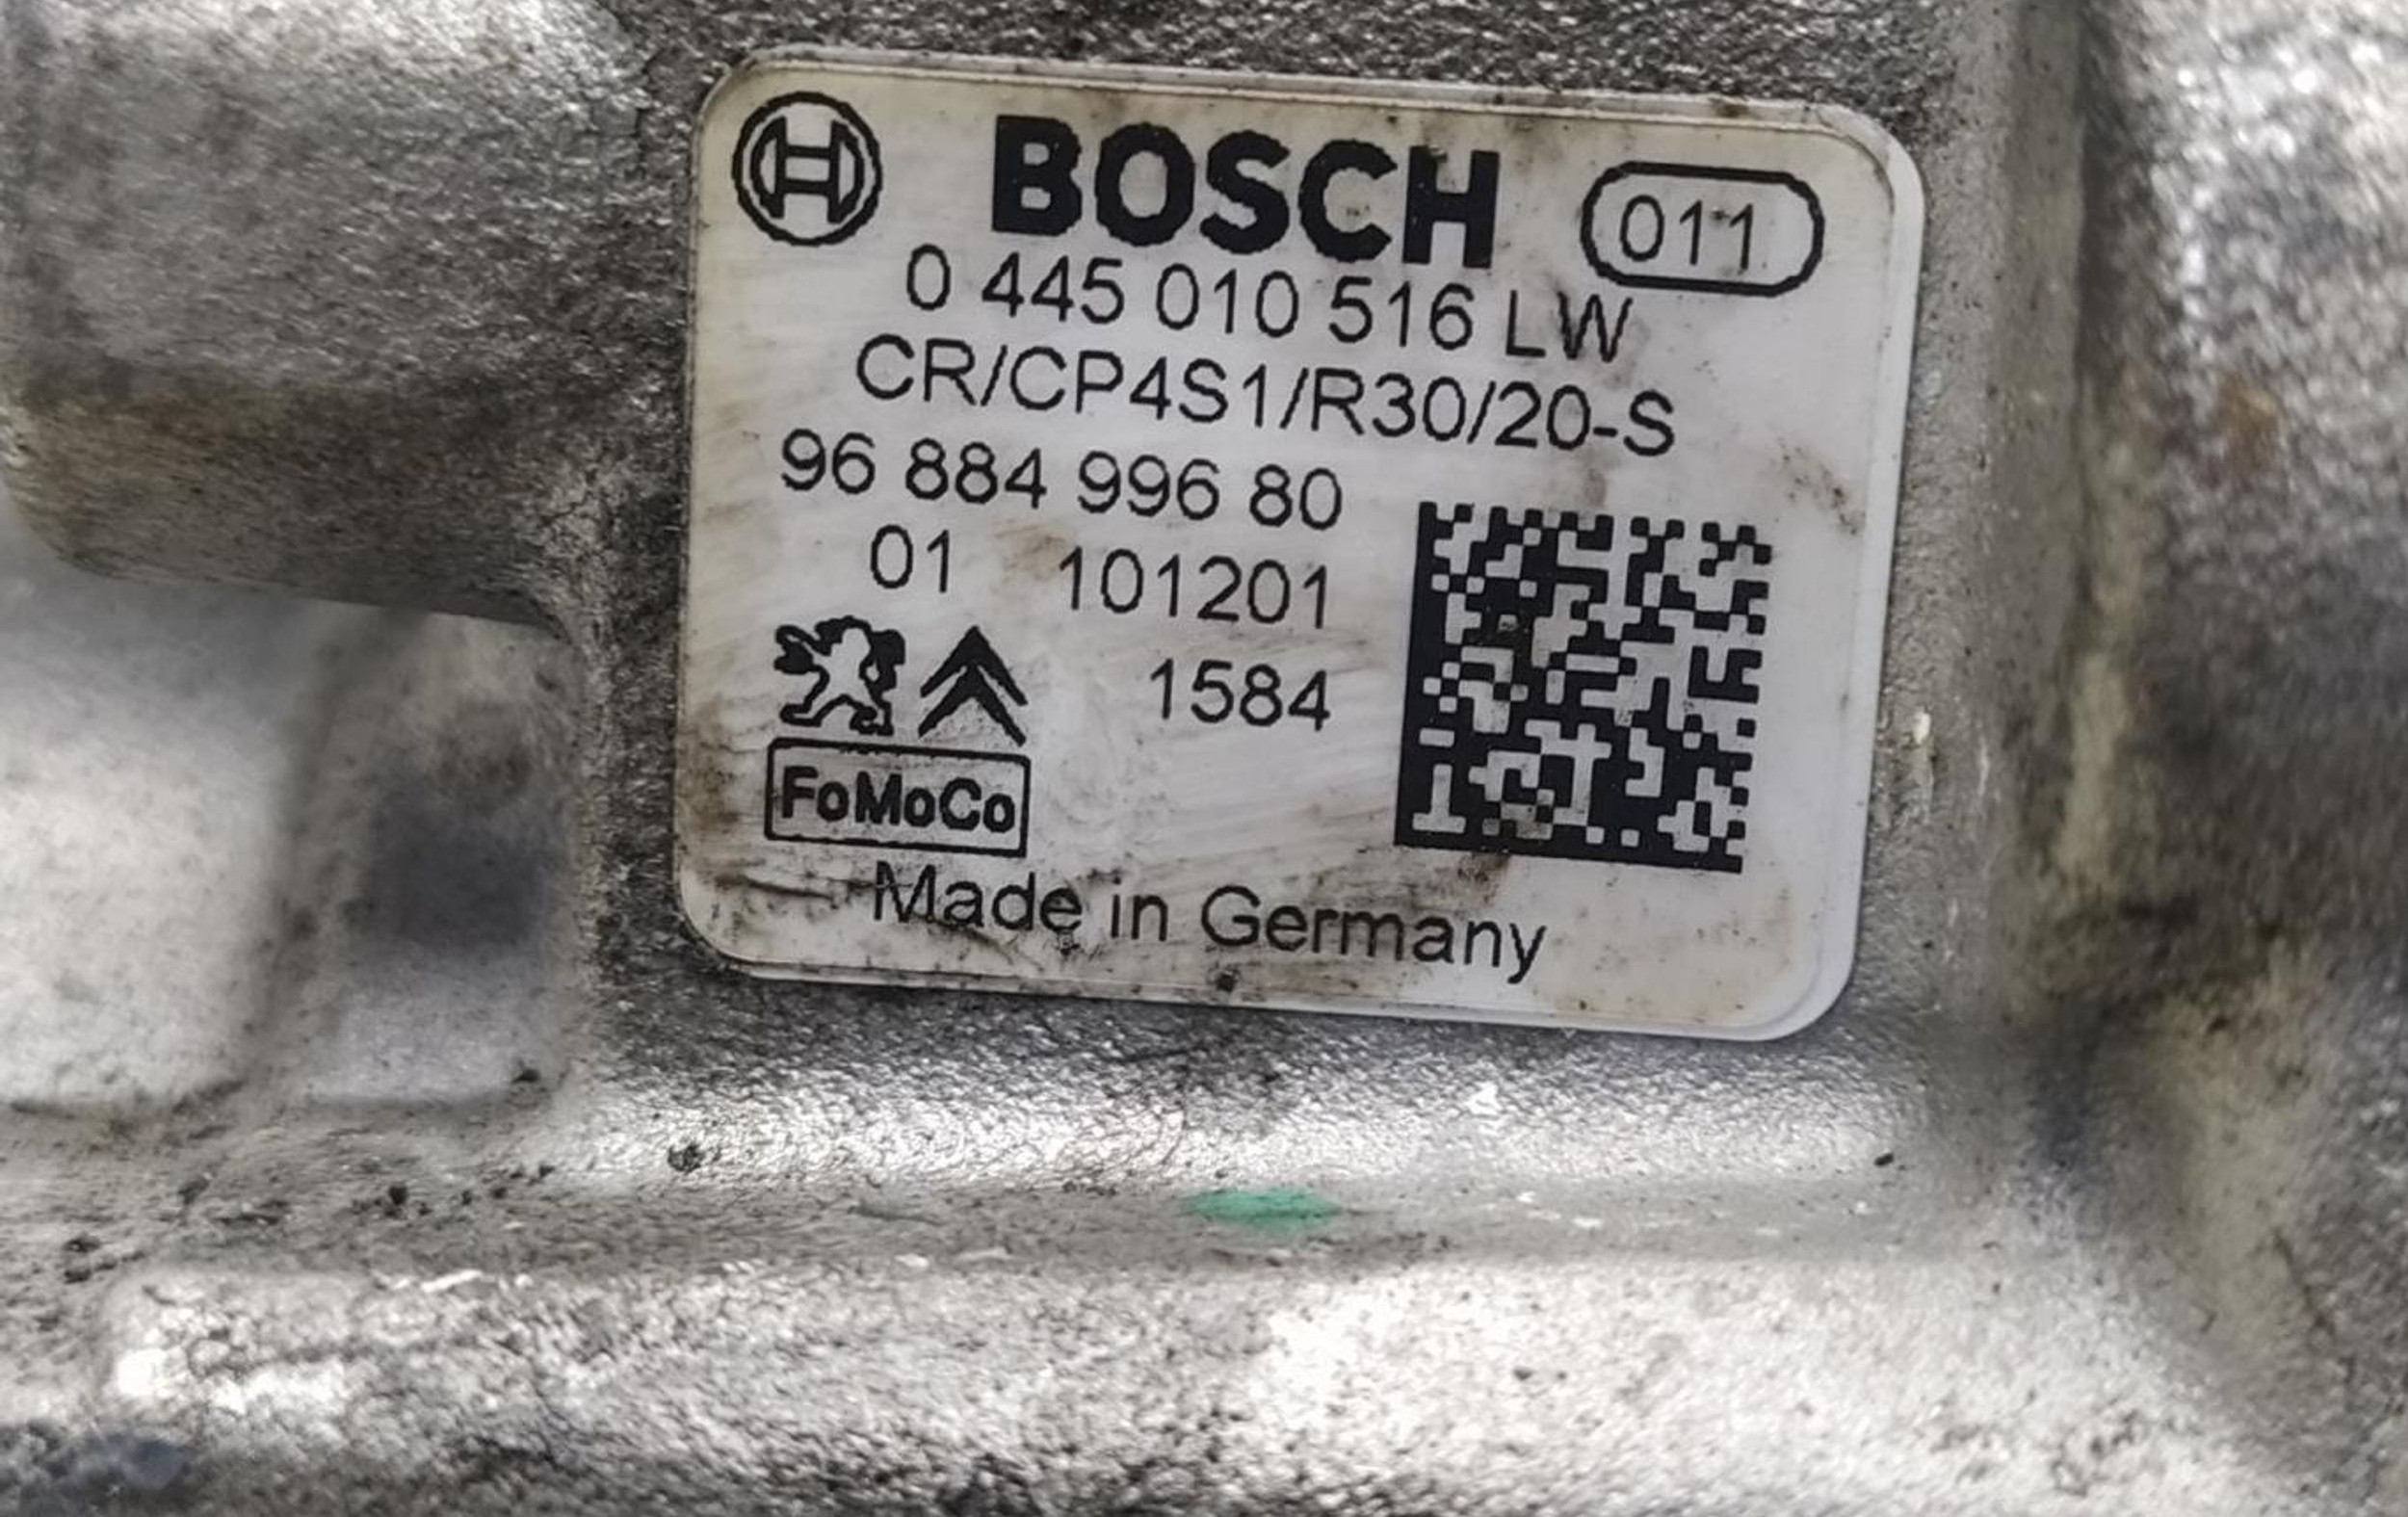 BOSCH 011
0 445 010 516 LW
CR/CP4S1/R30/20-S
96 884 996 80
01 101201
1584
FoMoCo
Made in Germany